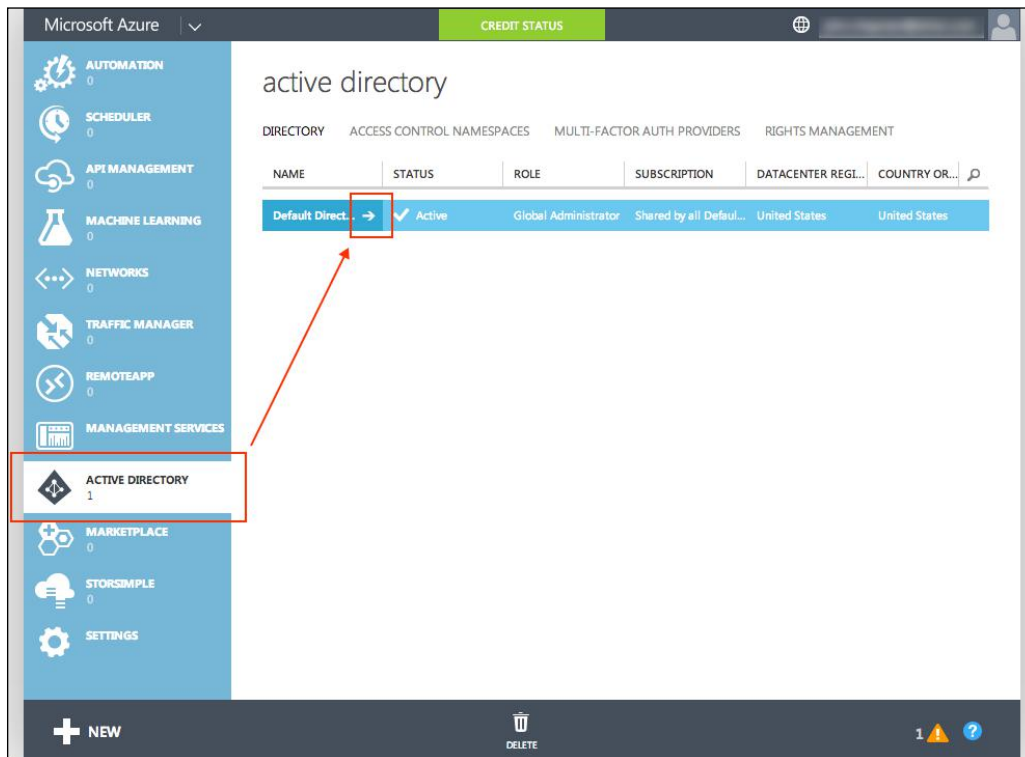 Microsoft Azure
CREDIT STATUS
AUTOMATION
0
SCHEDULER
0
API MANAGEMENT
0
MACHINE LEARNING
0
NETWORKS
0
TRAFFIC MANAGER
0
REMOTEAPP
0
MANAGEMENT SERVICES
ACTIVE DIRECTORY
1
MARKETPLACE
0
STORSIMPLE
0
SETTINGS
active directory
DIRECTORY ACCESS CONTROL NAMESPACES MULTI-FACTOR AUTH PROVIDERS RIGHTS MANAGEMENT
NAME STATUS ROLE SUBSCRIPTION DATACENTER REGI... COUNTRY OR...
Default Direct... Active Global Administrator Shared by all Defaul... United States United States
NEW
DELETE
1
?